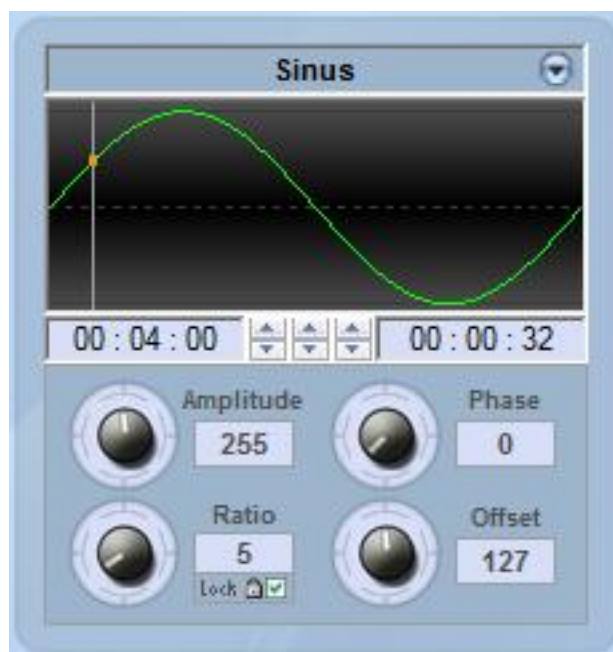 Sinus
00 : 04 : 00 00 : 00 : 32
Amplitude
255
Phase
0
Ratio
5
Lock
Offset
127